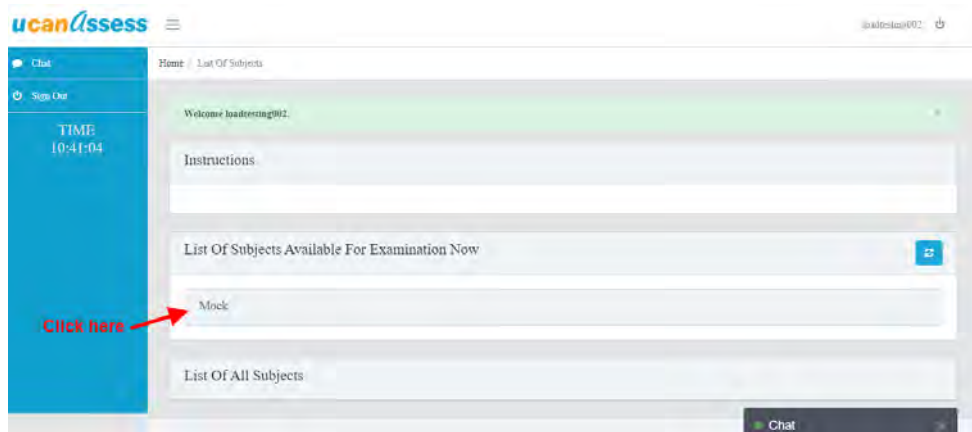 ucanAssess
loadtesting002
Chat
Home / List Of Subjects
Sign Out
Welcome loadtesting002.
TIME
10:41:04
Instructions
List Of Subjects Available For Examination Now
Mock
Click here
List Of All Subjects
Chat